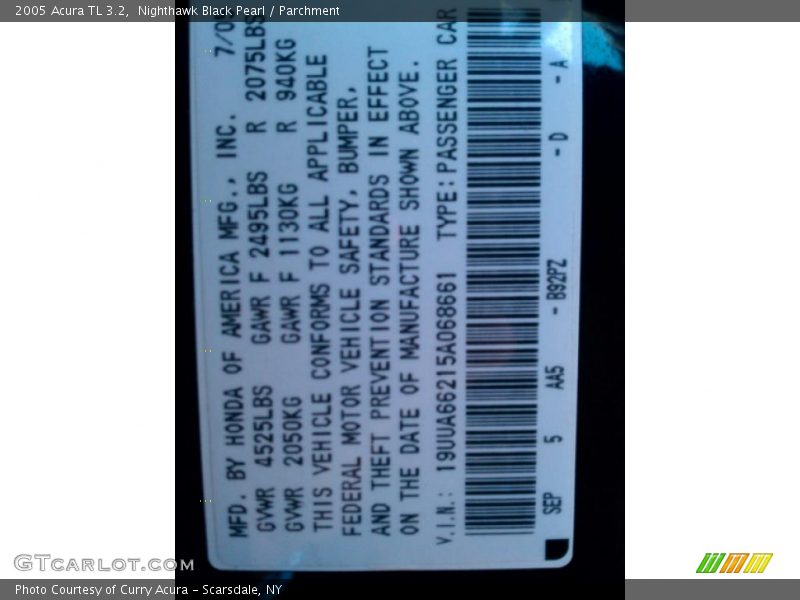 2005 Acura TL 3.2,  Nighthawk Black Pearl / Parchment
MFD. BY HONDA OF AMERICA MFG., INC.
GVWR 4525LBS GAWR F 2495LBS R 2075LBS
GVWR 2050KG GAWR F 1130KG R 940KG
THIS VEHICLE CONFORMS TO ALL APPLICABLE
FEDERAL MOTOR VEHICLE SAFETY, BUMPER,
AND THEFT PREVENTION STANDARDS IN EFFECT
ON THE DATE OF MANUFACTURE SHOWN ABOVE.
V.I.N.: 19UUA66215A068661 TYPE: PASSENGER CAR
SEP 5 AA5 - B92PZ - D - A
GTCARLOT.COM
Photo Courtesy of Curry Acura – Scarsdale, NY